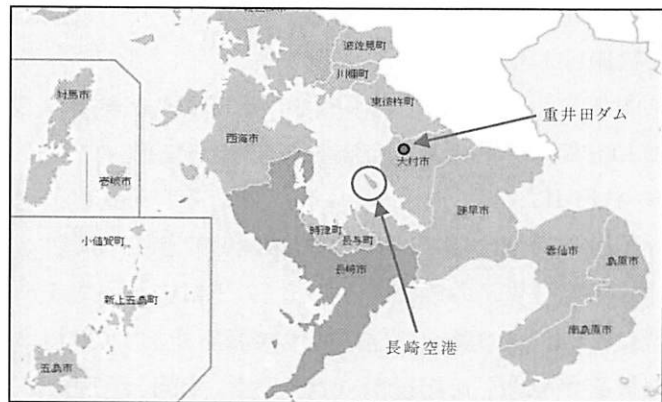 波佐見町
川棚町
東彼杵町
重井田ダム
対馬市
西海市
大村市
壱岐市
諫早市
小値賀町
時津町
長与町
雲仙市
島原市
長崎市
新上五島町
南島原市
長崎空港
五島市